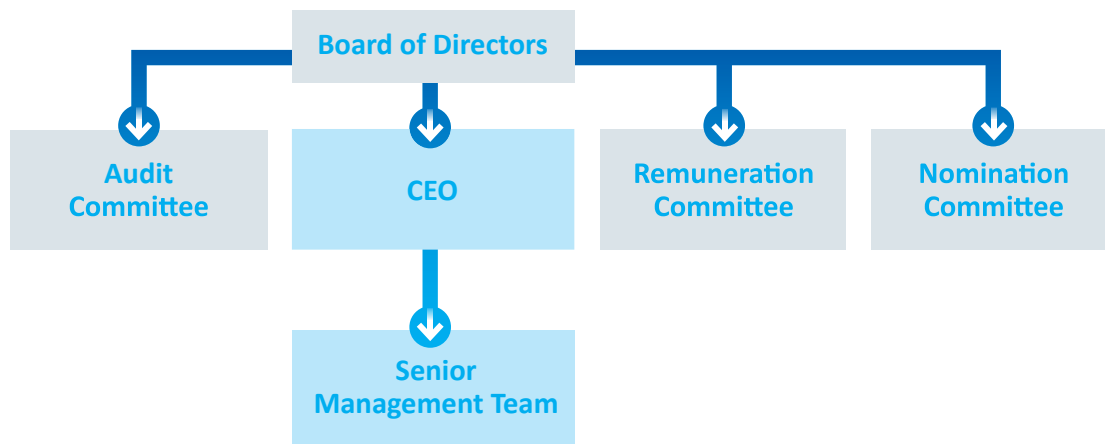 Board of Directors
Audit
Committee
CEO
Remuneration
Committee
Nomination
Committee
Senior
Management Team